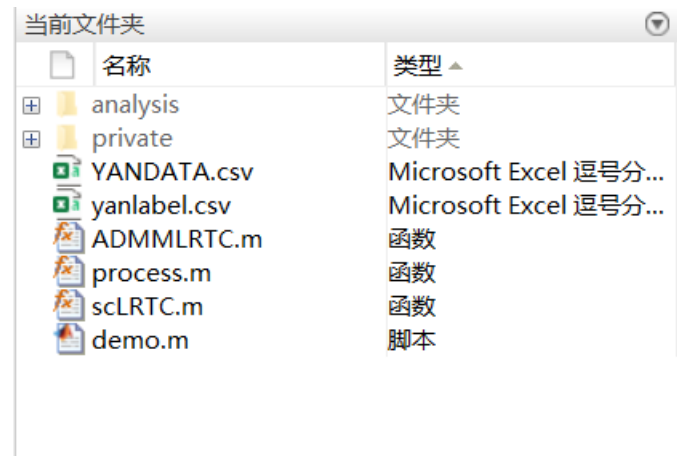 当前文件夹
名称 类型
analysis 文件夹
private 文件夹
YANDATA.csv Microsoft Excel 逗号分...
yanlabel.csv Microsoft Excel 逗号分...
ADMMLRTC.m 函数
process.m 函数
scLRTC.m 函数
demo.m 脚本